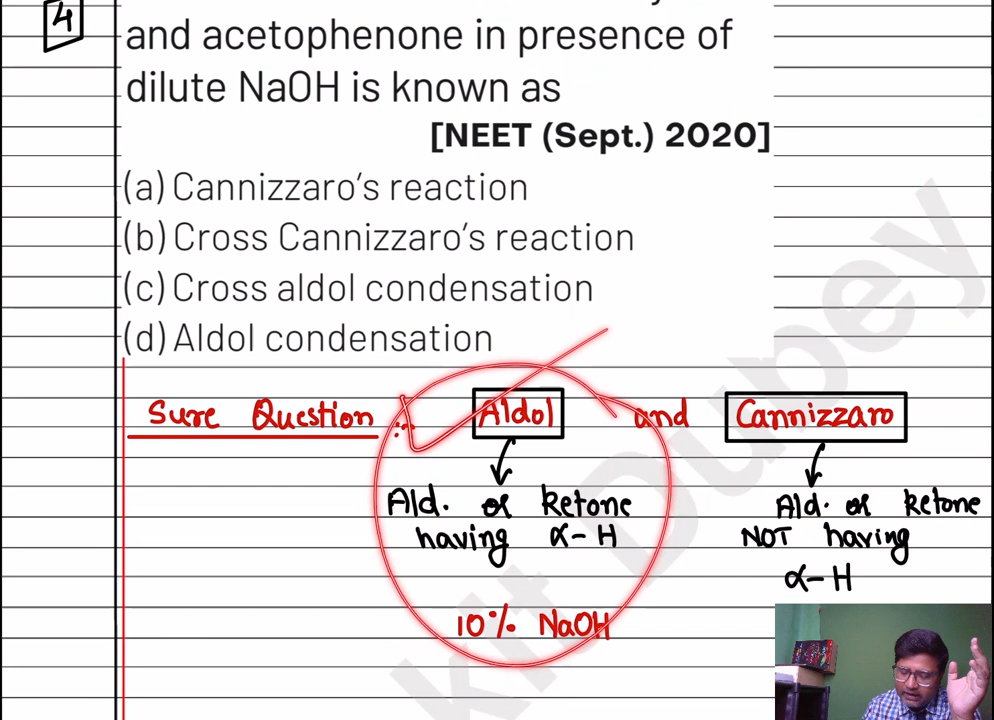 4
and acetophenone in presence of
dilute NaOH is known as
[NEET (Sept.) 2020]
(a) Cannizzaro's reaction
(b) Cross Cannizzaro's reaction
(c) Cross aldol condensation
(d) Aldol condensation
Sure Question :- Aldol and Cannizzaro
Ald. or ketone
having α-H
Ald. or ketone
NOT having
α-H
10% NaOH
kit Dubey